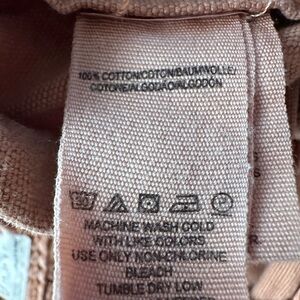 100% COTTON/COTON/BAUMWOLLE/
COTONE/ALGODÃO/ALGODÓN
MACHINE WASH COLD
WITH LIKE COLORS
USE ONLY NON-CHLORINE
BLEACH
TUMBLE DRY LOW